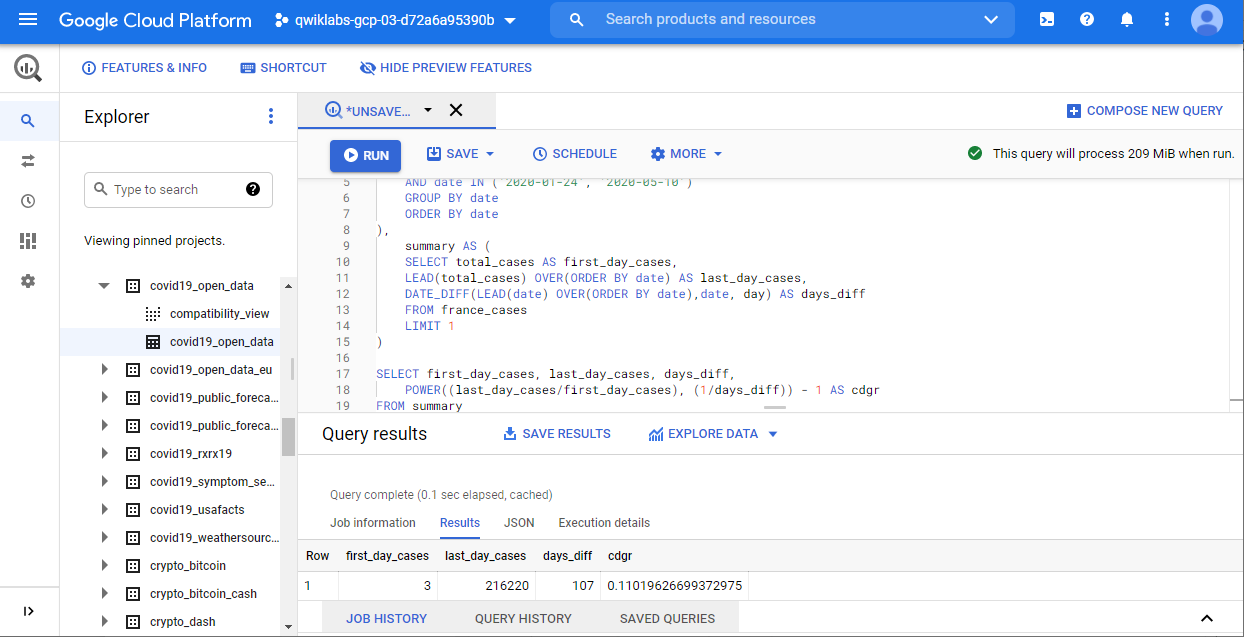 Google Cloud Platform qwiklabs-gcp-03-d72a6a95390b Search products and resources
FEATURES & INFO SHORTCUT HIDE PREVIEW FEATURES
Explorer
*UNSAVE... COMPOSE NEW QUERY
RUN SAVE SCHEDULE MORE This query will process 209 MiB when run.
Type to search
Viewing pinned projects.
covid19_open_data
compatibility_view
covid19_open_data
covid19_open_data_eu
covid19_public_foreca...
covid19_public_foreca...
covid19_rxrx19
covid19_symptom_se...
covid19_usafacts
covid19_weathersourc...
crypto_bitcoin
crypto_bitcoin_cash
crypto_dash
5 AND date IN ('2020-01-24', '2020-05-10')
6 GROUP BY date
7 ORDER BY date
8 ),
9 summary AS (
10 SELECT total_cases AS first_day_cases,
11 LEAD(total_cases) OVER(ORDER BY date) AS last_day_cases,
12 DATE_DIFF(LEAD(date) OVER(ORDER BY date),date, day) AS days_diff
13 FROM france_cases
14 LIMIT 1
15 )
16
17 SELECT first_day_cases, last_day_cases, days_diff,
18 POWER((last_day_cases/first_day_cases), (1/days_diff)) - 1 AS cdgr
19 FROM summary
Query results SAVE RESULTS EXPLORE DATA
Query complete (0.1 sec elapsed, cached)
Job information Results JSON Execution details
Row first_day_cases last_day_cases days_diff cdgr
1 3 216220 107 0.11019626699372975
JOB HISTORY QUERY HISTORY SAVED QUERIES